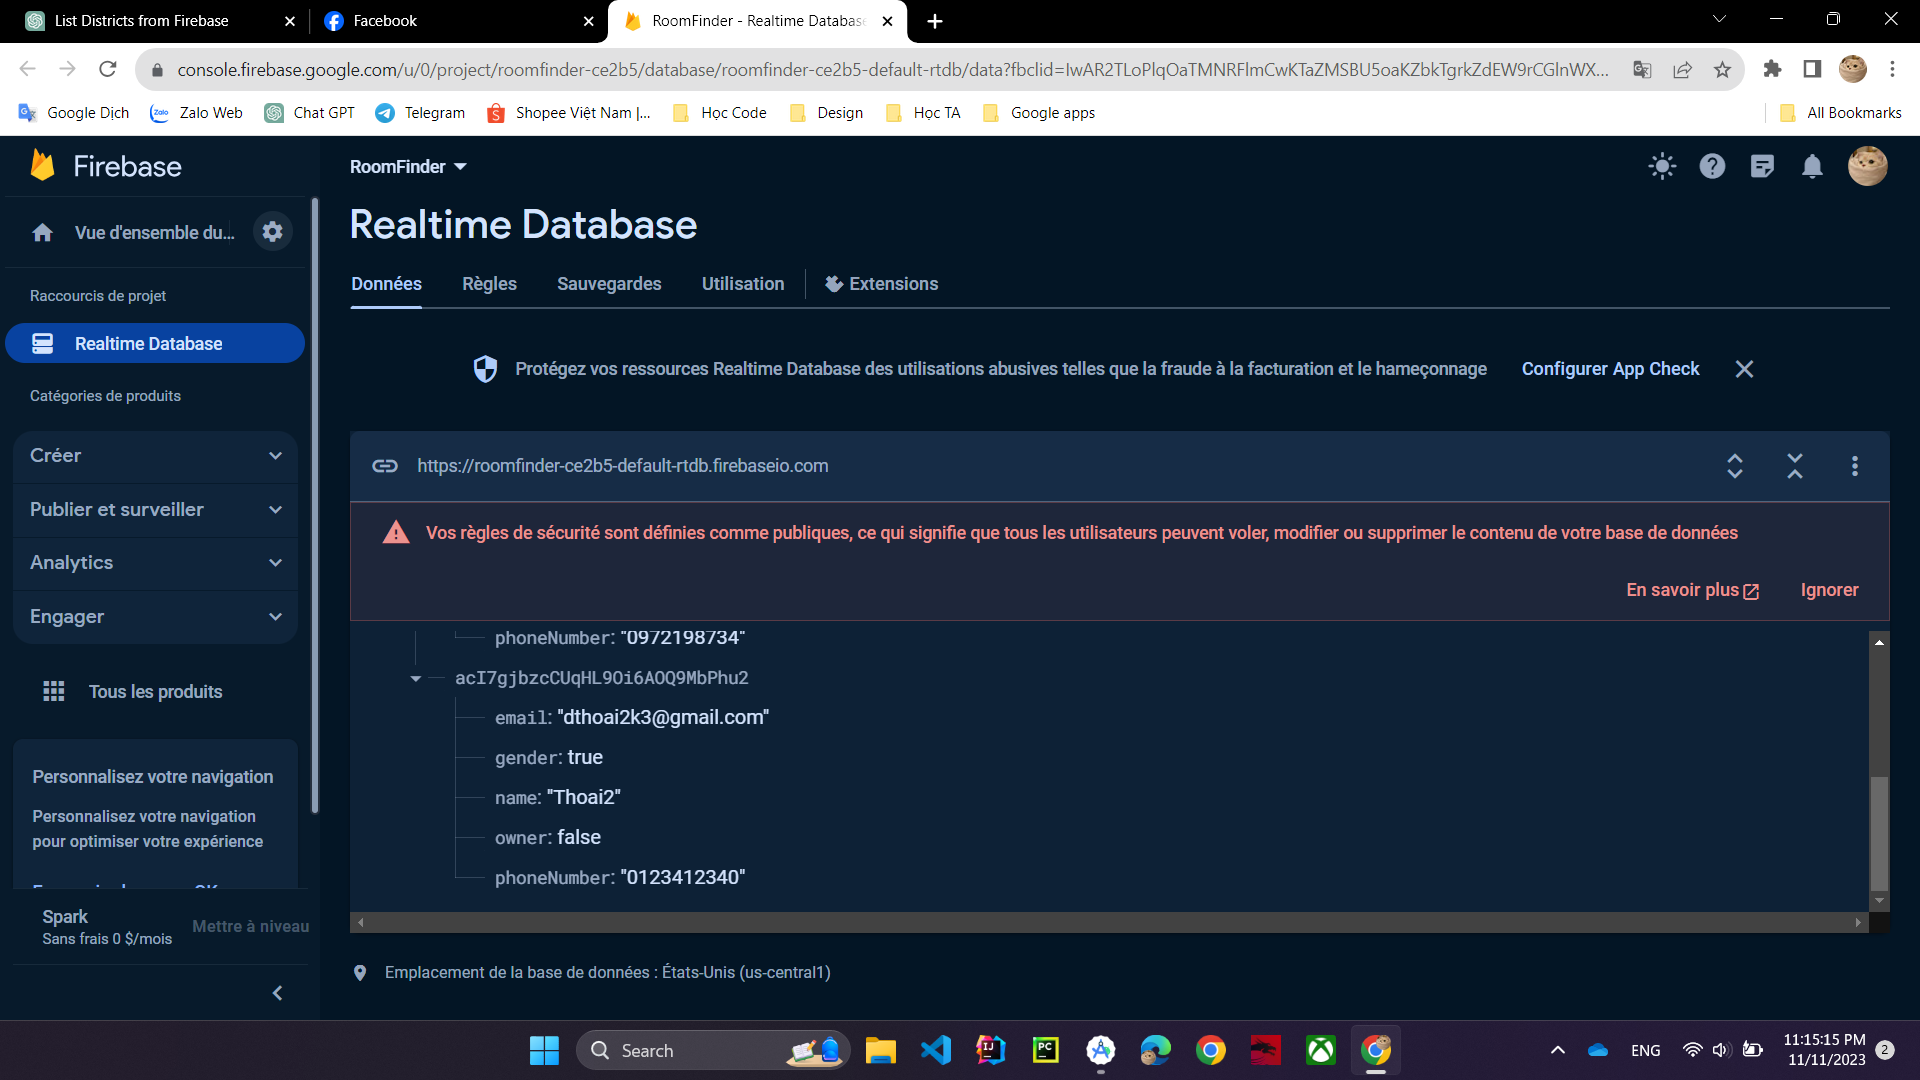 List Districts from Firebase
Facebook
RoomFinder - Realtime Databas
console.firebase.google.com/u/0/project/roomfinder-ce2b5/database/roomfinder-ce2b5-default-rtdb/data?fbclid=IwAR2TLoPlqOaTMNRFlmCwKTaZMSBU5oaKZbkTgrkZdEW9rCGlnWX...
Google Dịch
Zalo Web
Chat GPT
Telegram
Shopee Việt Nam |...
Học Code
Design
Học TA
Google apps
All Bookmarks
Firebase
RoomFinder
Realtime Database
Vue d'ensemble du...
Données
Règles
Sauvegardes
Utilisation
Extensions
Raccourcis de projet
Realtime Database
Catégories de produits
Créer
Publier et surveiller
Analytics
Engager
Tous les produits
Personnalisez votre navigation
Personnalisez votre navigation
pour optimiser votre expérience
OK
Spark
Sans frais 0 $/mois
Mettre à niveau
Protégez vos ressources Realtime Database des utilisations abusives telles que la fraude à la facturation et le hameçonnage
Configurer App Check
https://roomfinder-ce2b5-default-rtdb.firebaseio.com
Vos règles de sécurité sont définies comme publiques, ce qui signifie que tous les utilisateurs peuvent voler, modifier ou supprimer le contenu de votre base de données
En savoir plus
Ignorer
phoneNumber: "0972198734"
acI7gjbzcCUqHL9Oi6AOQ9MbPhu2
email: "dthoai2k3@gmail.com"
gender: true
name: "Thoai2"
owner: false
phoneNumber: "0123412340"
Emplacement de la base de données : États-Unis (us-central1)
Search
ENG
11:15:15 PM
11/11/2023
2